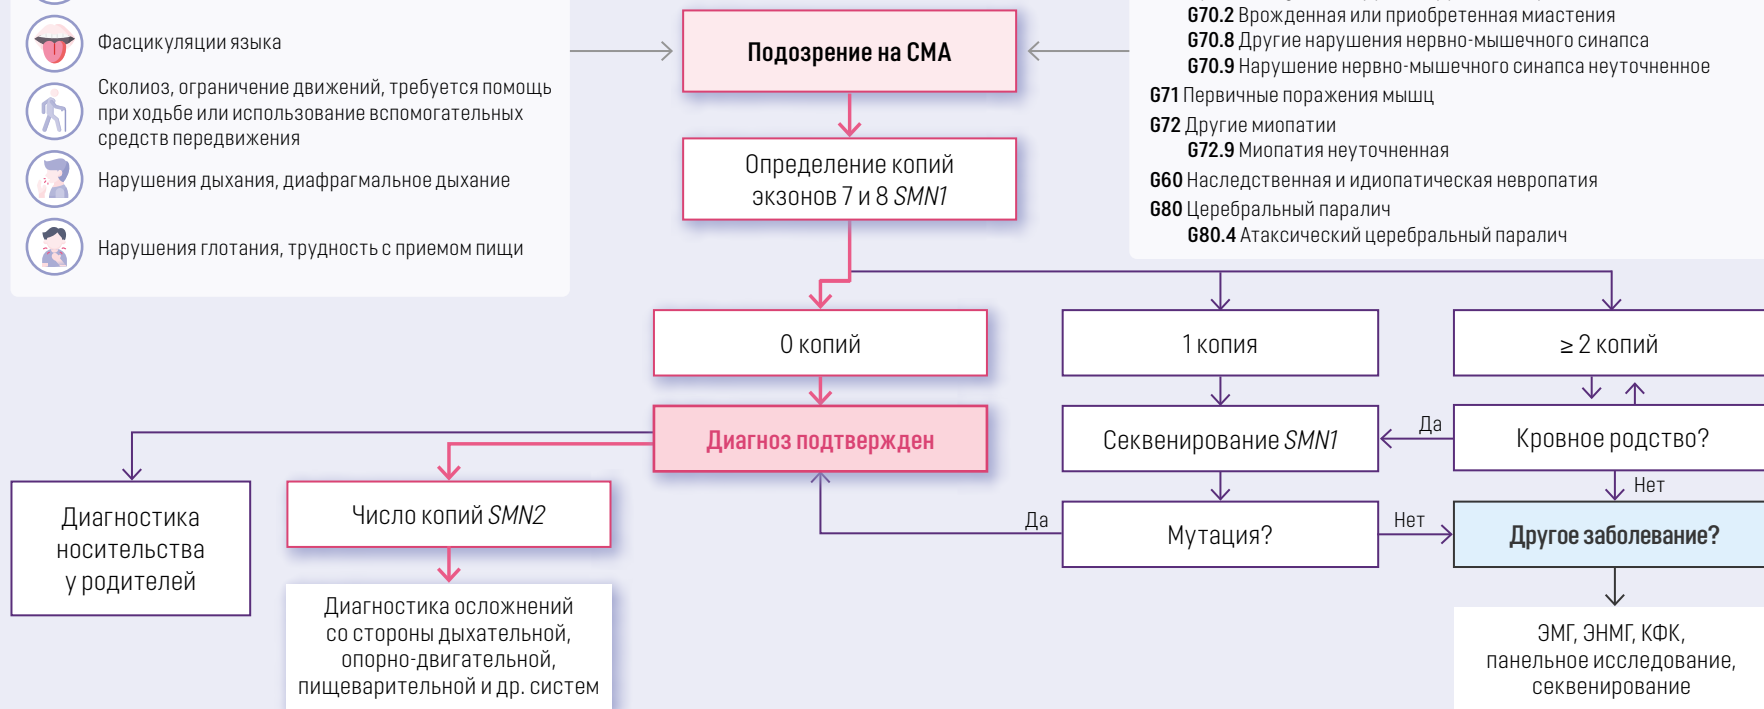 Фасцикуляции языка
Сколиоз, ограничение движений, требуется помощь
при ходьбе или использование вспомогательных
средств передвижения
Нарушения дыхания, диафрагмальное дыхание
Нарушения глотания, трудность с приемом пищи
Подозрение на СМА
G70.2 Врожденная или приобретенная миастения
G70.8 Другие нарушения нервно-мышечного синапса
G70.9 Нарушение нервно-мышечного синапса неуточненное
G71 Первичные поражения мышц
G72 Другие миопатии
G72.9 Миопатия неуточненная
G60 Наследственная и идиопатическая невропатия
G80 Церебральный паралич
G80.4 Атаксический церебральный паралич
Определение копий
экзонов 7 и 8 SMN1
0 копий
1 копия
≥ 2 копий
Диагноз подтвержден
Секвенирование SMN1
Да
Кровное родство?
Нет
Диагностика
носительства
у родителей
Число копий SMN2
Да
Мутация?
Нет
Другое заболевание?
Диагностика осложнений
со стороны дыхательной,
опорно-двигательной,
пищеварительной и др. систем
ЭМГ, ЭНМГ, КФК,
панельное исследование,
секвенирование